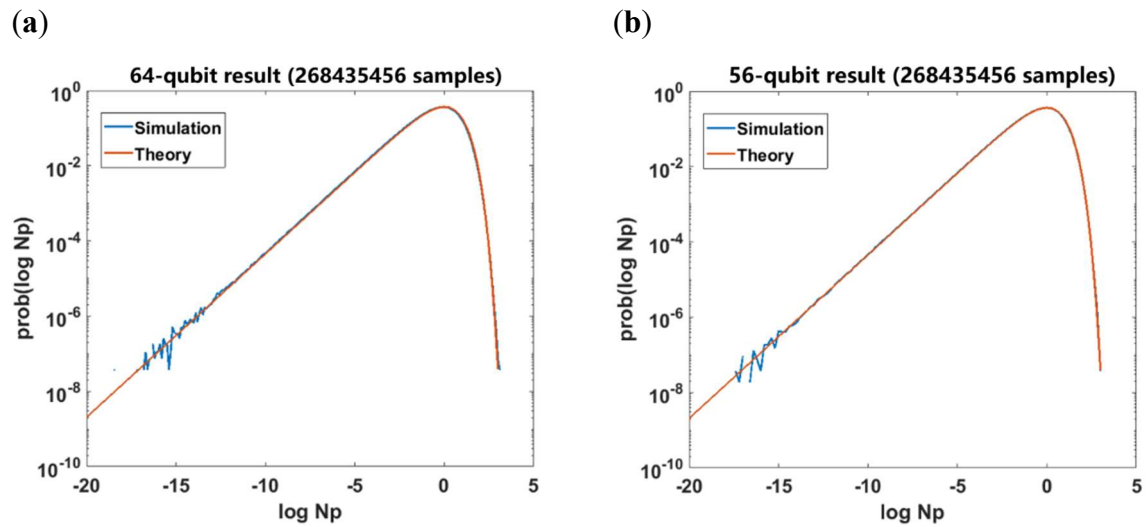 (a)
64-qubit result (268435456 samples)
10^0
10^-2
10^-4
10^-6
10^-8
10^-10
prob(log Np)
Simulation
Theory
-20 -15 -10 -5 0 5
log Np
(b)
56-qubit result (268435456 samples)
10^0
10^-2
10^-4
10^-6
10^-8
10^-10
prob(log Np)
Simulation
Theory
-20 -15 -10 -5 0 5
log Np